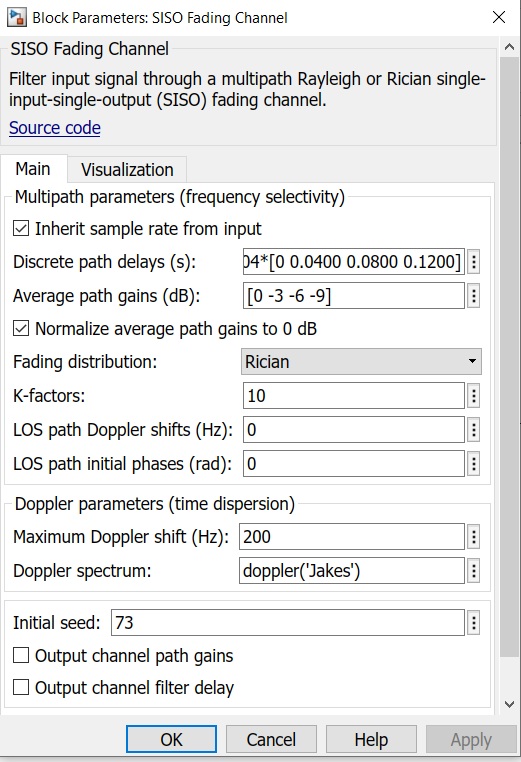 Block Parameters: SISO Fading Channel
SISO Fading Channel
Filter input signal through a multipath Rayleigh or Rician single-
input-single-output (SISO) fading channel.
Source code
Main Visualization
Multipath parameters (frequency selectivity)
Inherit sample rate from input
Discrete path delays (s): 04*[0 0.0400 0.0800 0.1200]
Average path gains (dB): [0 -3 -6 -9]
Normalize average path gains to 0 dB
Fading distribution: Rician
K-factors: 10
LOS path Doppler shifts (Hz): 0
LOS path initial phases (rad): 0
Doppler parameters (time dispersion)
Maximum Doppler shift (Hz): 200
Doppler spectrum: doppler('Jakes')
Initial seed: 73
Output channel path gains
Output channel filter delay
OK Cancel Help Apply